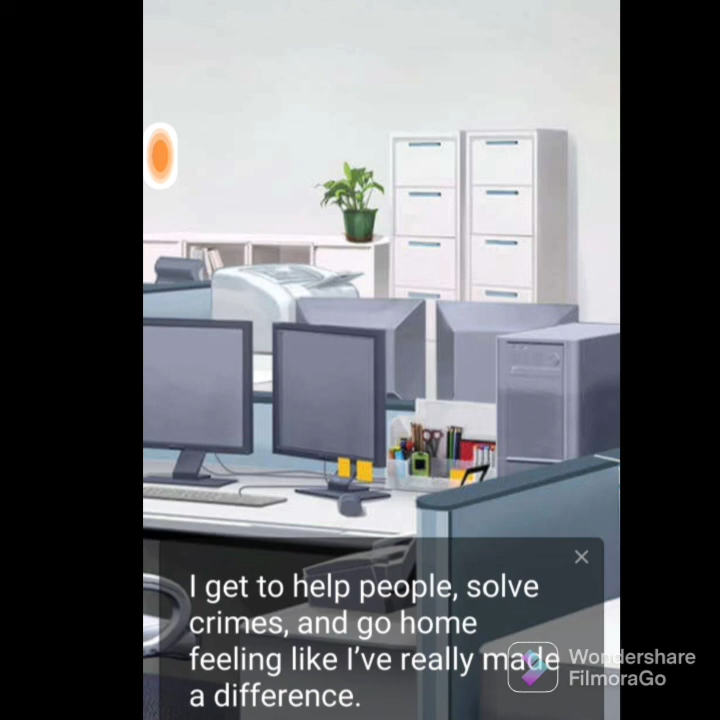 I get to help people, solve
crimes, and go home
feeling like I’ve really made
a difference.
Wondershare
FilmoraGo